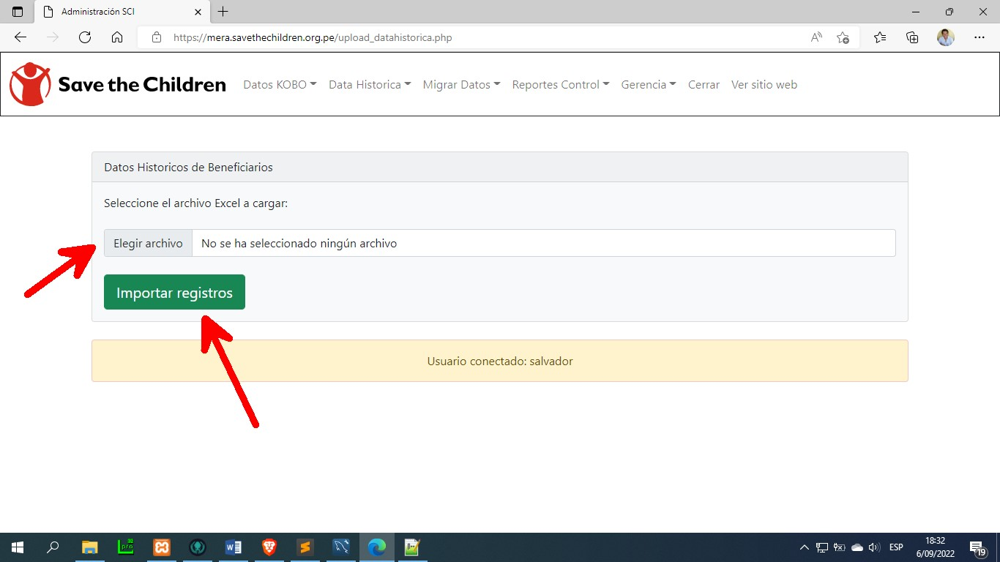 Administración SCI
https://mera.savethechildren.org.pe/upload_datahistorica.php
Save the Children
Datos KOBO Data Historica Migrar Datos Reportes Control Gerencia Cerrar Ver sitio web
Datos Historicos de Beneficiarios
Seleccione el archivo Excel a cargar:
Elegir archivo No se ha seleccionado ningún archivo
Importar registros
Usuario conectado: salvador
ESP
18:32
6/09/2022
19